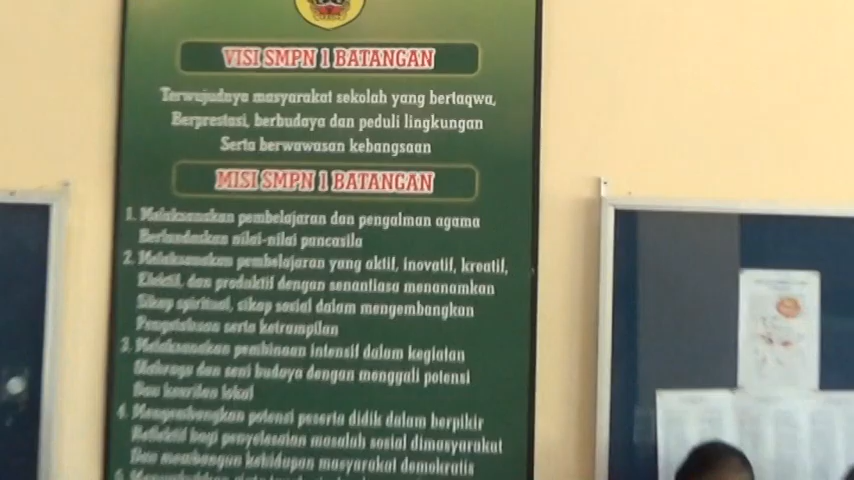 VISI SMPN 1 BATANGAN
Terwujudnya masyarakat sekolah yang bertaqwa,
Berprestasi, berbudaya dan peduli lingkungan
Serta berwawasan kebangsaan
MISI SMPN 1 BATANGAN
1. Melaksanakan pembelajaran dan pengalman agama
Berlandaskan nilai-nilai pancasila
2. Melaksanakan pembelajaran yang aktif, inovatif, kreatif,
Efektif, dan produktif dengan senantiasa menanamkan
Sikap spiritual, sikap sosial dalam mengembangkan
Pengetahuan serta ketrampilan
3. Melaksanakan pembinaan intensif dalam kegiatan
Olahraga dan seni budaya dengan menggali potensi
Dan kearifan lokal
4. Mengembangkan potensi peserta didik dalam berpikir
Reflektif bagi penyelesaian masalah sosial dimasyarakat
Dan membangun kehidupan masyarakat demokratis